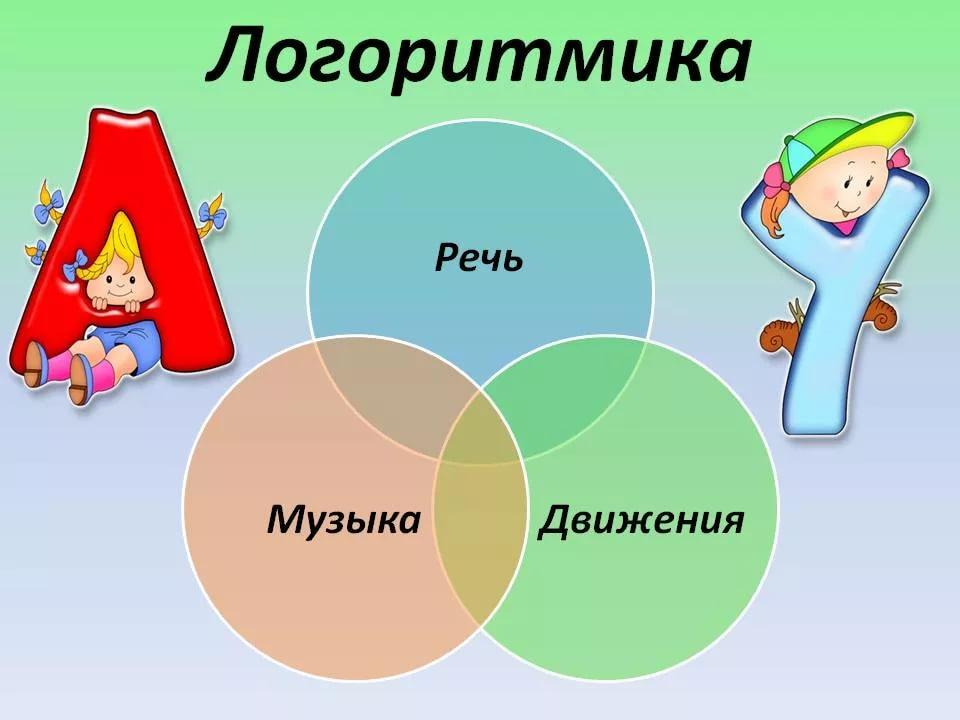 Логоритмика
А
У
Речь
Музыка
Движения